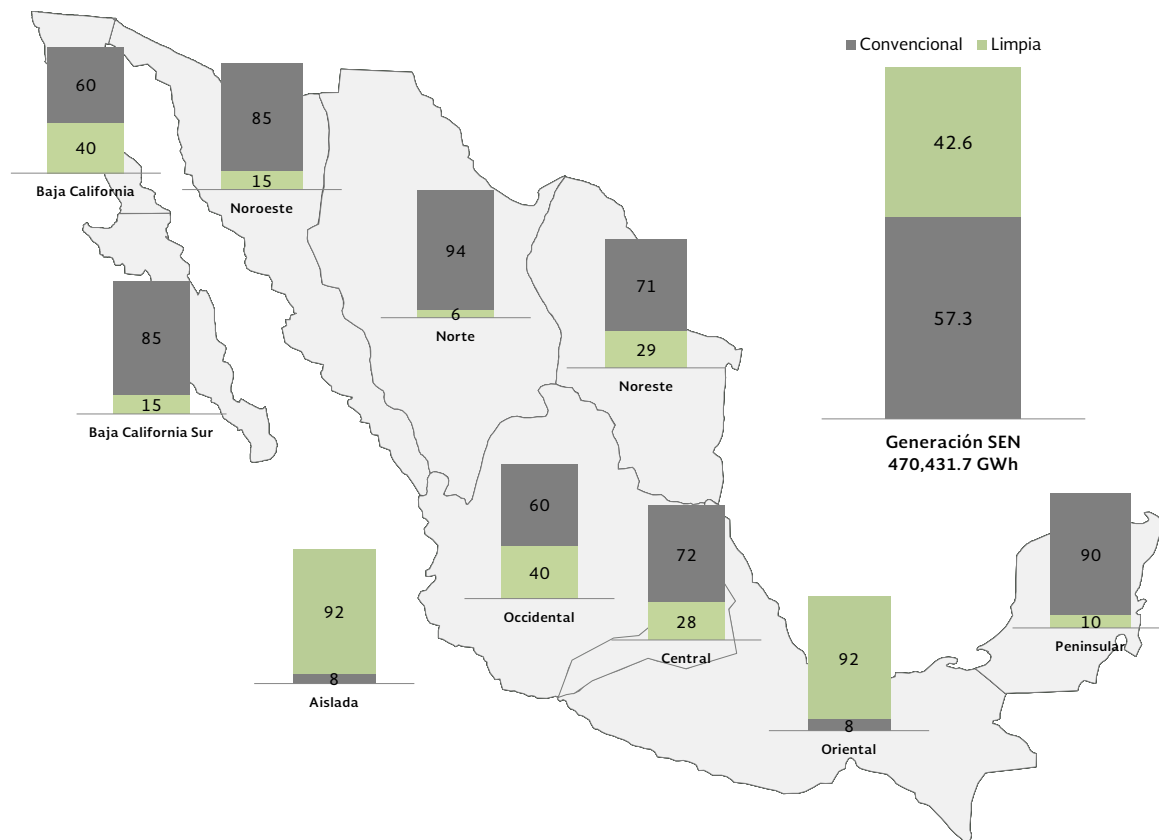 Convencional Limpia
60
40
Baja California
85
15
Noroeste
94
6
Norte
71
29
Noreste
42.6
57.3
Generación SEN
470,431.7 GWh
85
15
Baja California Sur
60
40
Occidental
72
28
Central
90
10
Peninsular
92
8
Aislada
92
8
Oriental